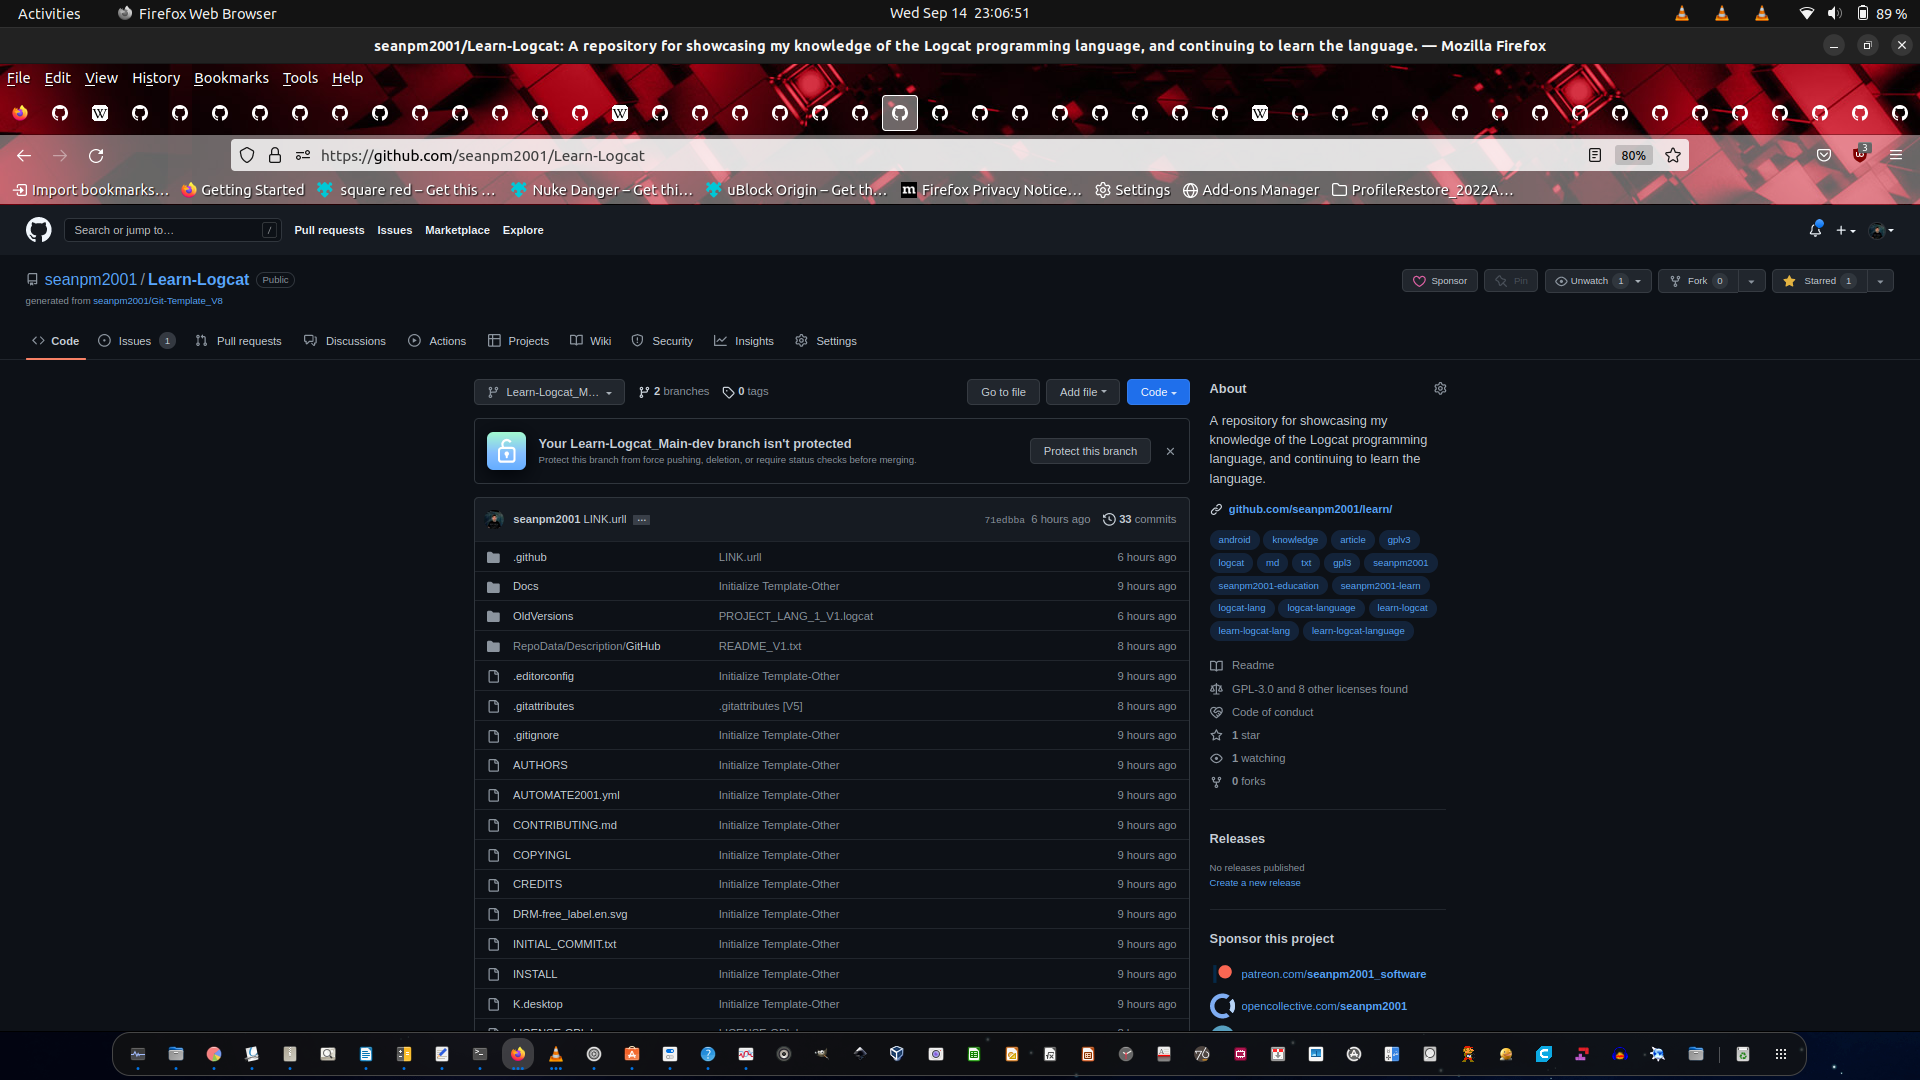 Activities Firefox Web Browser Wed Sep 14 23:06:51 89 %
seanpm2001/Learn-Logcat: A repository for showcasing my knowledge of the Logcat programming language, and continuing to learn the language. — Mozilla Firefox
File Edit View History Bookmarks Tools Help
https://github.com/seanpm2001/Learn-Logcat 80% 3
Import bookmarks… Getting Started square red – Get this … Nuke Danger – Get thi… uBlock Origin – Get th… Firefox Privacy Notice… Settings Add-ons Manager ProfileRestore_2022A…
Search or jump to… / Pull requests Issues Marketplace Explore
seanpm2001 / Learn-Logcat Public Sponsor Pin Unwatch 1 Fork 0 Starred 1
generated from seanpm2001/Git-Template_V8
Code Issues 1 Pull requests Discussions Actions Projects Wiki Security Insights Settings
Learn-Logcat_M… 2 branches 0 tags Go to file Add file Code
Your Learn-Logcat_Main-dev branch isn't protected
Protect this branch from force pushing, deletion, or require status checks before merging.
Protect this branch
seanpm2001 LINK.urll … 71edbba 6 hours ago 33 commits
.github LINK.urll 6 hours ago
Docs Initialize Template-Other 9 hours ago
OldVersions PROJECT_LANG_1_V1.logcat 6 hours ago
RepoData/Description/GitHub README_V1.txt 8 hours ago
.editorconfig Initialize Template-Other 9 hours ago
.gitattributes .gitattributes [V5] 8 hours ago
.gitignore Initialize Template-Other 9 hours ago
AUTHORS Initialize Template-Other 9 hours ago
AUTOMATE2001.yml Initialize Template-Other 9 hours ago
CONTRIBUTING.md Initialize Template-Other 9 hours ago
COPYINGL Initialize Template-Other 9 hours ago
CREDITS Initialize Template-Other 9 hours ago
DRM-free_label.en.svg Initialize Template-Other 9 hours ago
INITIAL_COMMIT.txt Initialize Template-Other 9 hours ago
INSTALL Initialize Template-Other 9 hours ago
K.desktop Initialize Template-Other 9 hours ago
About
A repository for showcasing my
knowledge of the Logcat programming
language, and continuing to learn the
language.
github.com/seanpm2001/learn/
android knowledge article gplv3
logcat md txt gpl3 seanpm2001
seanpm2001-education seanpm2001-learn
logcat-lang logcat-language learn-logcat
learn-logcat-lang learn-logcat-language
Readme
GPL-3.0 and 8 other licenses found
Code of conduct
1 star
1 watching
0 forks
Releases
No releases published
Create a new release
Sponsor this project
patreon.com/seanpm2001_software
opencollective.com/seanpm2001